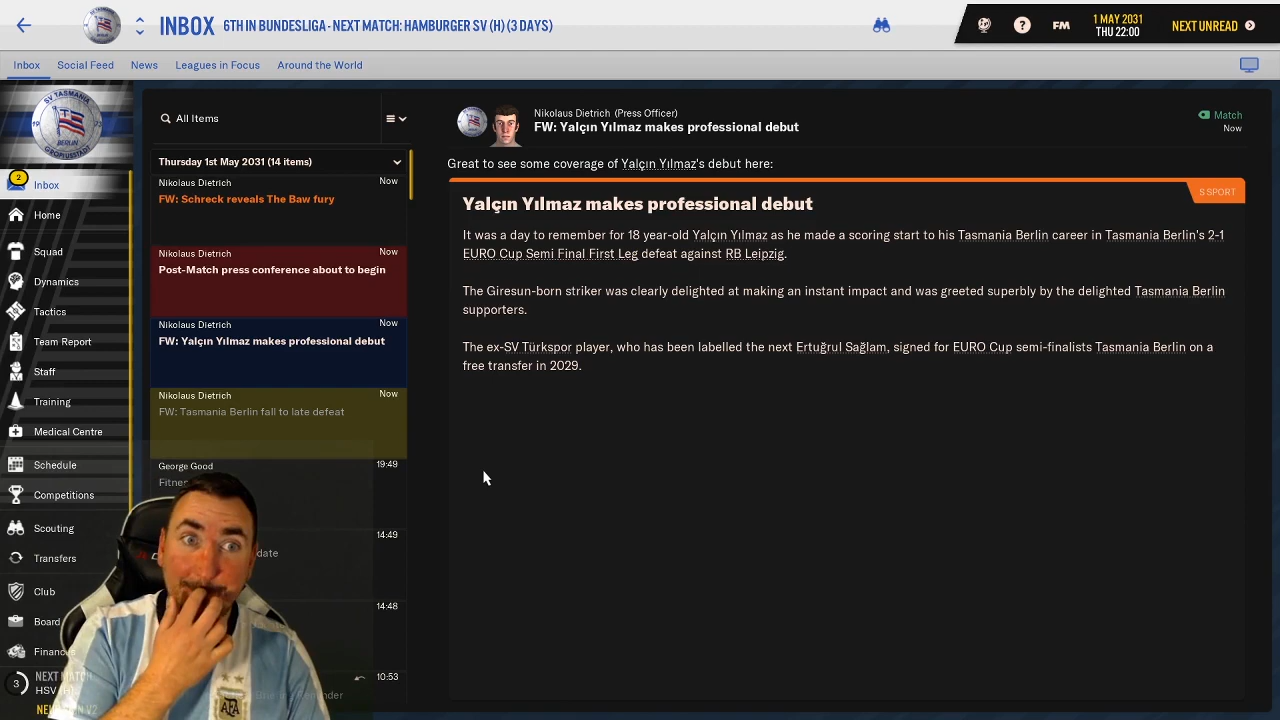 INBOX
6TH IN BUNDESLIGA - NEXT MATCH: HAMBURGER SV (H) (3 DAYS)
FM
1 MAY 2031
THU 22:00
NEXT UNREAD
Inbox
Social Feed
News
Leagues in Focus
Around the World
SV TASMANIA
BERLIN
2
Inbox
Home
Squad
Dynamics
Tactics
Team Report
Staff
Training
Medical Centre
Schedule
Competitions
Scouting
Transfers
Club
Board
Finances
3
NEXT MATCH
HSV (H)
All Items
Thursday 1st May 2031 (14 items)
Nikolaus Dietrich
Now
FW: Schreck reveals The Baw fury
Nikolaus Dietrich
Now
Post-Match press conference about to begin
Nikolaus Dietrich
Now
FW: Yalçın Yılmaz makes professional debut
Nikolaus Dietrich
Now
FW: Tasmania Berlin fall to late defeat
George Good
19:49
14:49
14:48
10:53
Nikolaus Dietrich (Press Officer)
FW: Yalçın Yılmaz makes professional debut
Match
Now
Great to see some coverage of Yalçın Yılmaz's debut here:
S SPORT
Yalçın Yılmaz makes professional debut
It was a day to remember for 18 year-old Yalçın Yılmaz as he made a scoring start to his Tasmania Berlin career in Tasmania Berlin's 2-1
EURO Cup Semi Final First Leg defeat against RB Leipzig.
The Giresun-born striker was clearly delighted at making an instant impact and was greeted superbly by the delighted Tasmania Berlin
supporters.
The ex-SV Türkspor player, who has been labelled the next Ertuğrul Sağlam, signed for EURO Cup semi-finalists Tasmania Berlin on a
free transfer in 2029.
AFA